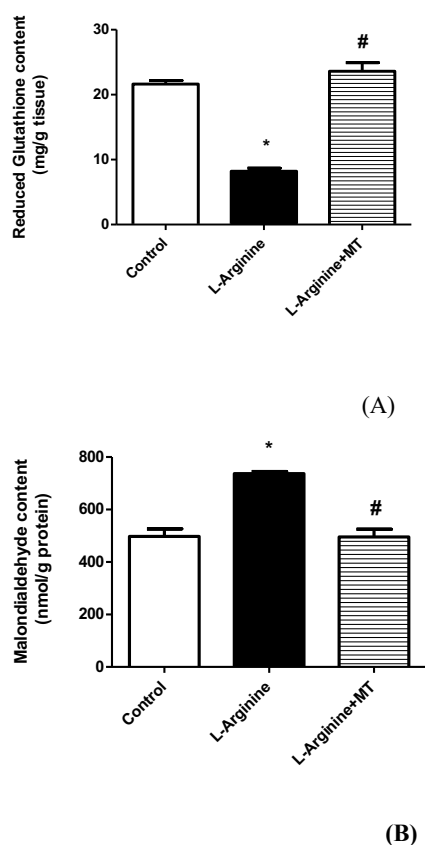 Reduced Glutathione content
(mg/g tissue)
30
20
10
0
#
*
Control
L-Arginine
L-Arginine+MT
(A)
Malondialdehyde content
(nmol/g protein)
800
600
400
200
0
*
#
Control
L-Arginine
L-Arginine+MT
(B)